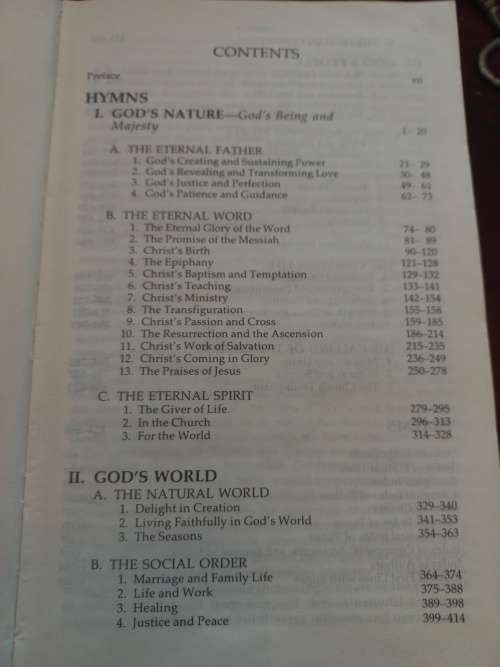 CONTENTS
Preface vii
HYMNS
I. GOD'S NATURE—God's Being and
Majesty 1– 20
A. THE ETERNAL FATHER
1. God's Creating and Sustaining Power 21– 29
2. God's Revealing and Transforming Love 30– 48
3. God's Justice and Perfection 49– 61
4. God's Patience and Guidance 62– 73
B. THE ETERNAL WORD
1. The Eternal Glory of the Word 74– 80
2. The Promise of the Messiah 81– 89
3. Christ's Birth 90–120
4. The Epiphany 121–128
5. Christ's Baptism and Temptation 129–132
6. Christ's Teaching 133–141
7. Christ's Ministry 142–154
8. The Transfiguration 155–158
9. Christ's Passion and Cross 159–185
10. The Resurrection and the Ascension 186–214
11. Christ's Work of Salvation 215–235
12. Christ's Coming in Glory 236–249
13. The Praises of Jesus 250–278
C. THE ETERNAL SPIRIT
1. The Giver of Life 279–295
2. In the Church 296–313
3. For the World 314–328
II. GOD'S WORLD
A. THE NATURAL WORLD
1. Delight in Creation 329–340
2. Living Faithfully in God's World 341–353
3. The Seasons 354–363
B. THE SOCIAL ORDER
1. Marriage and Family Life 364–374
2. Life and Work 375–388
3. Healing 389–398
4. Justice and Peace 399–414